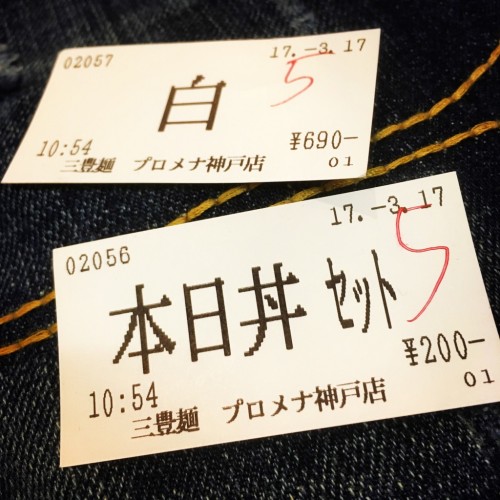 02057 17.-3.17
白 5
¥690-
10:54
三豊麺 プロメナ神戸店 01
02056 17.-3.17
本日丼 セット 5
¥200-
10:54
三豊麺 プロメナ神戸店 01